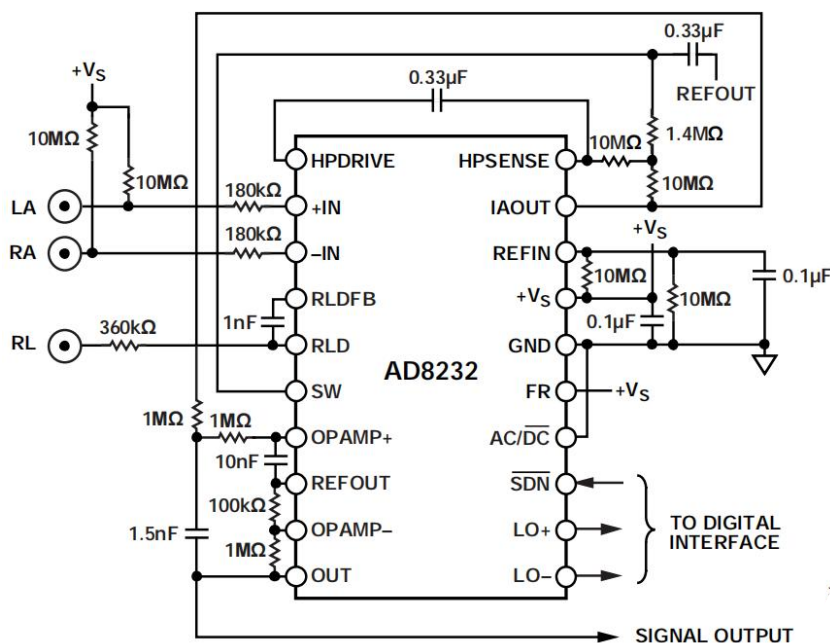 0.33µF
0.33µF
REFOUT
+VS
10MΩ
10MΩ
1.4MΩ
10MΩ
10MΩ
HPDRIVE
HPSENSE
LA
180kΩ
+IN
IAOUT
+VS
RA
180kΩ
–IN
REFIN
10MΩ
10MΩ
0.1µF
RLDFB
+VS
1nF
0.1µF
RL
360kΩ
RLD
GND
AD8232
SW
FR
+VS
1MΩ
1MΩ
OPAMP+
AC/DC
10nF
REFOUT
SDN
100kΩ
1.5nF
OPAMP–
LO+
TO DIGITAL
INTERFACE
1MΩ
OUT
LO–
SIGNAL OUTPUT